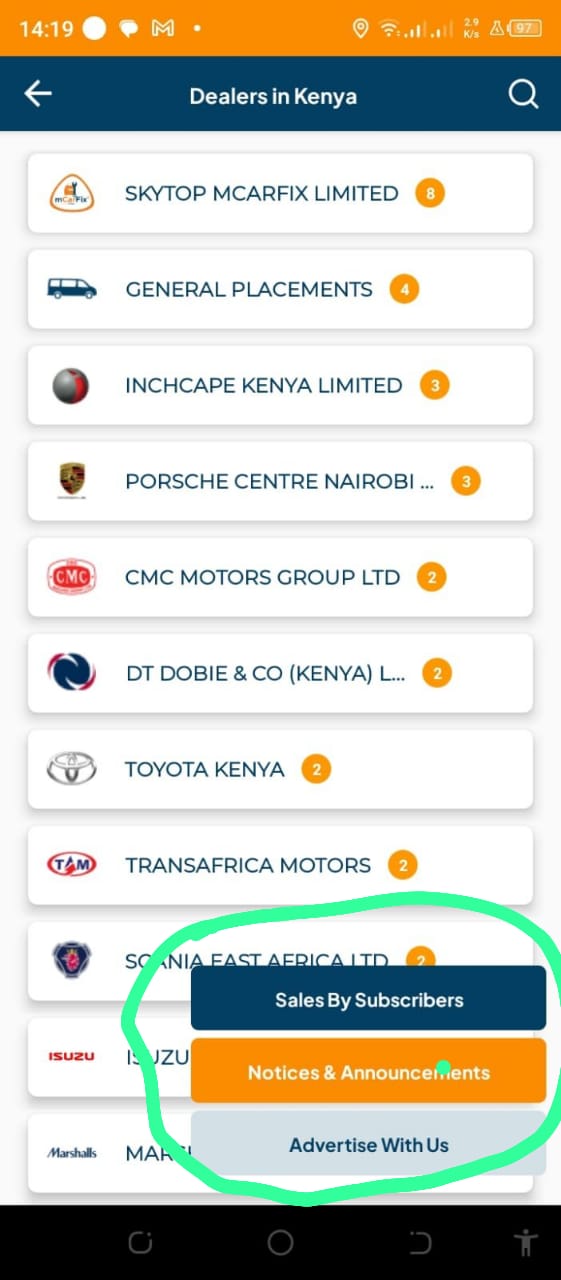 14:19
2.9
K/s
97
Dealers in Kenya
mCarFix
SKYTOP MCARFIX LIMITED 8
GENERAL PLACEMENTS 4
INCHCAPE KENYA LIMITED 3
PORSCHE CENTRE NAIROBI ... 3
CMC
CMC MOTORS GROUP LTD 2
DT DOBIE & CO (KENYA) L... 2
TOYOTA KENYA 2
TAM
TRANSAFRICA MOTORS 2
SCANIA EAST AFRICA LTD 2
Sales By Subscribers
ISUZU
ISUZU
Notices & Announcements
Marshalls
Advertise With Us